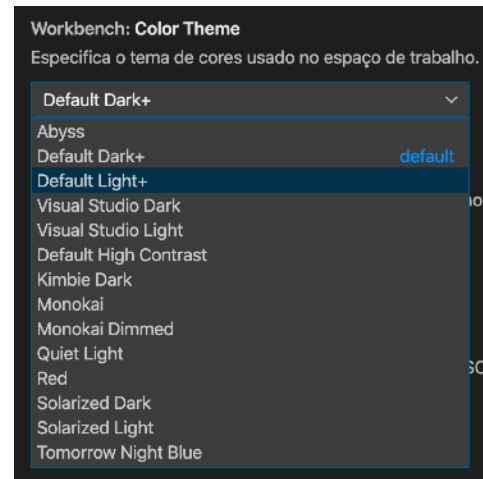 Workbench: Color Theme
Especifica o tema de cores usado no espaço de trabalho.
Default Dark+
Abyss
Default Dark+ default
Default Light+
Visual Studio Dark
Visual Studio Light
Default High Contrast
Kimbie Dark
Monokai
Monokai Dimmed
Quiet Light
Red
Solarized Dark
Solarized Light
Tomorrow Night Blue